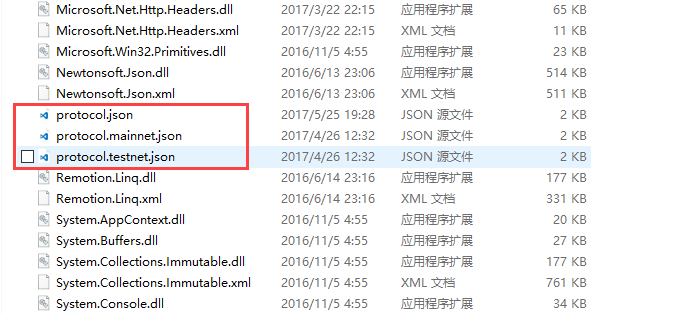 Microsoft.Net.Http.Headers.dll 2017/3/22 22:15 应用程序扩展 65 KB
Microsoft.Net.Http.Headers.xml 2017/3/22 22:15 XML 文档 11 KB
Microsoft.Win32.Primitives.dll 2016/11/5 4:55 应用程序扩展 23 KB
Newtonsoft.Json.dll 2016/6/13 23:06 应用程序扩展 514 KB
Newtonsoft.Json.xml 2016/6/13 23:06 XML 文档 511 KB
protocol.json 2017/5/25 19:28 JSON 源文件 2 KB
protocol.mainnet.json 2017/4/26 12:32 JSON 源文件 2 KB
protocol.testnet.json 2017/4/26 12:32 JSON 源文件 2 KB
Remotion.Linq.dll 2016/6/14 23:16 应用程序扩展 177 KB
Remotion.Linq.xml 2016/6/14 23:16 XML 文档 331 KB
System.AppContext.dll 2016/11/5 4:55 应用程序扩展 20 KB
System.Buffers.dll 2016/11/5 4:55 应用程序扩展 27 KB
System.Collections.Immutable.dll 2016/11/5 4:55 应用程序扩展 177 KB
System.Collections.Immutable.xml 2016/11/5 4:55 XML 文档 761 KB
System.Console.dll 2016/11/5 4:55 应用程序扩展 34 KB